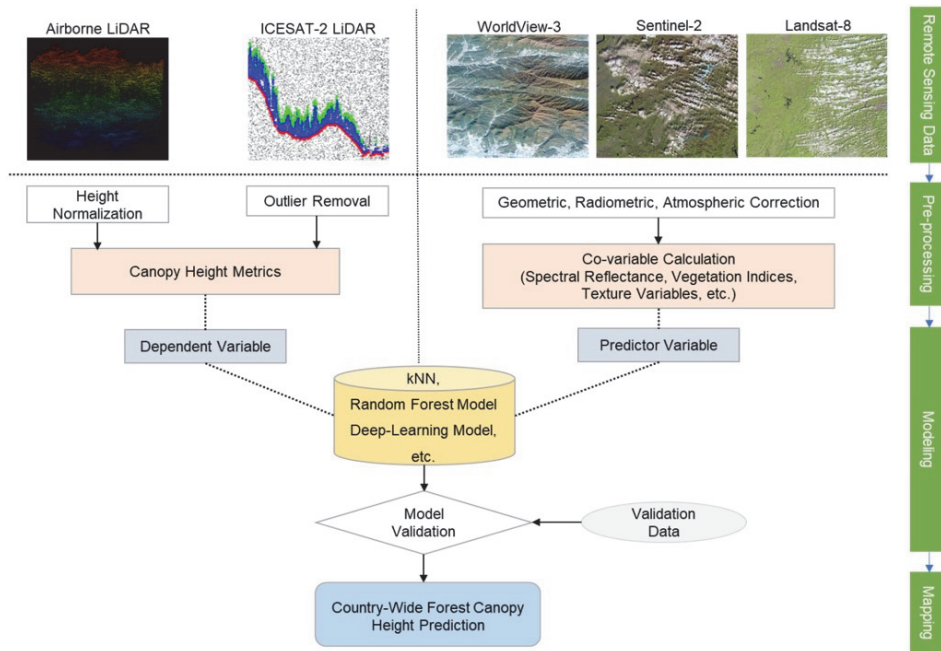 Airborne LiDAR
ICESAT-2 LiDAR
WorldView-3
Sentinel-2
Landsat-8
Remote Sensing Data
Height
Normalization
Outlier Removal
Geometric, Radiometric, Atmospheric Correction
Pre-processing
Canopy Height Metrics
Co-variable Calculation
(Spectral Reflectance, Vegetation Indices,
Texture Variables, etc.)
Dependent Variable
Predictor Variable
kNN,
Random Forest Model
Deep-Learning Model,
etc.
Modeling
Model
Validation
Validation
Data
Country-Wide Forest Canopy
Height Prediction
Mapping